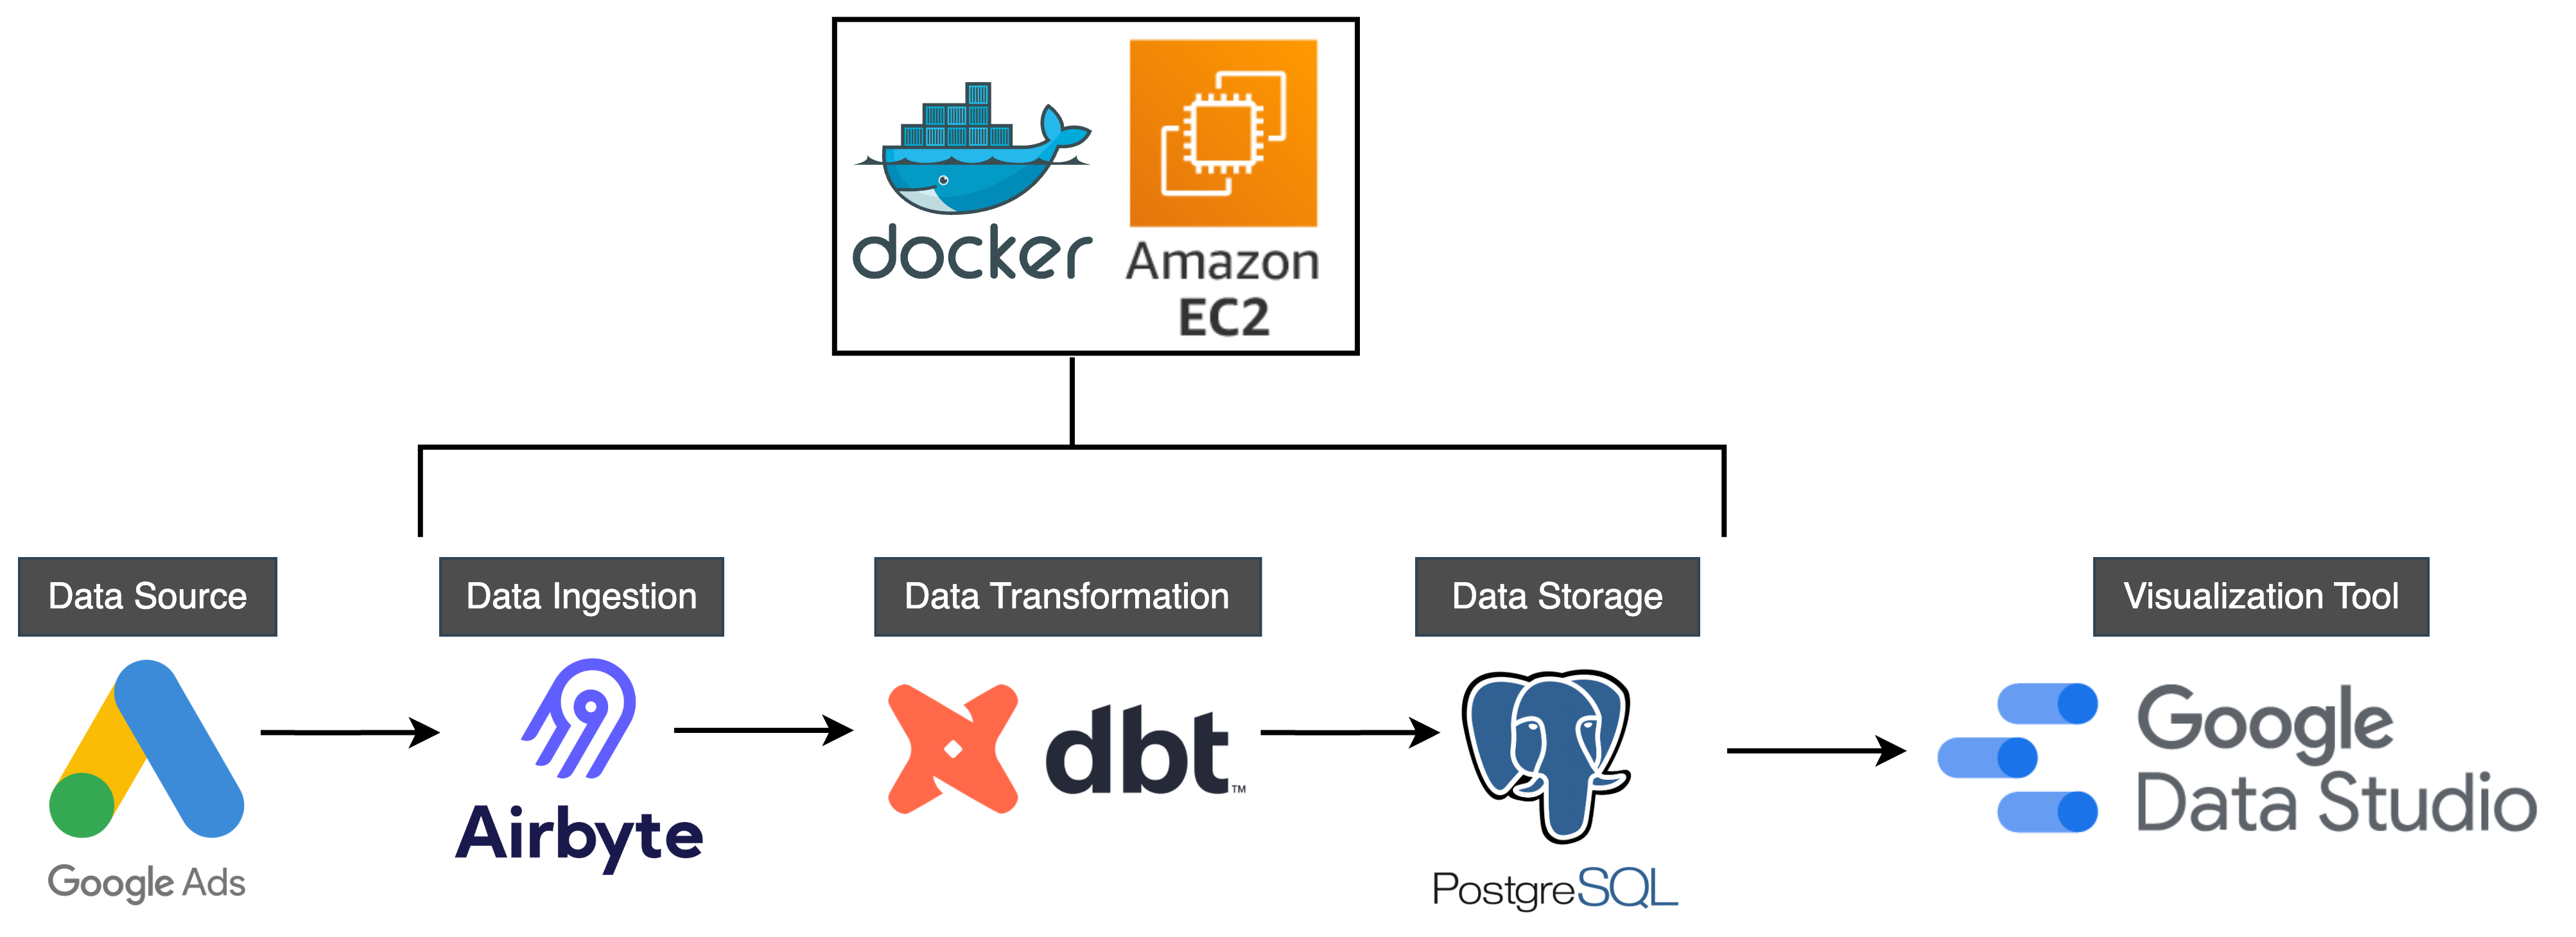 docker
Amazon
EC2
Data Source
Data Ingestion
Data Transformation
Data Storage
Visualization Tool
Google Ads
Airbyte
dbt™
PostgreSQL
Google
Data Studio